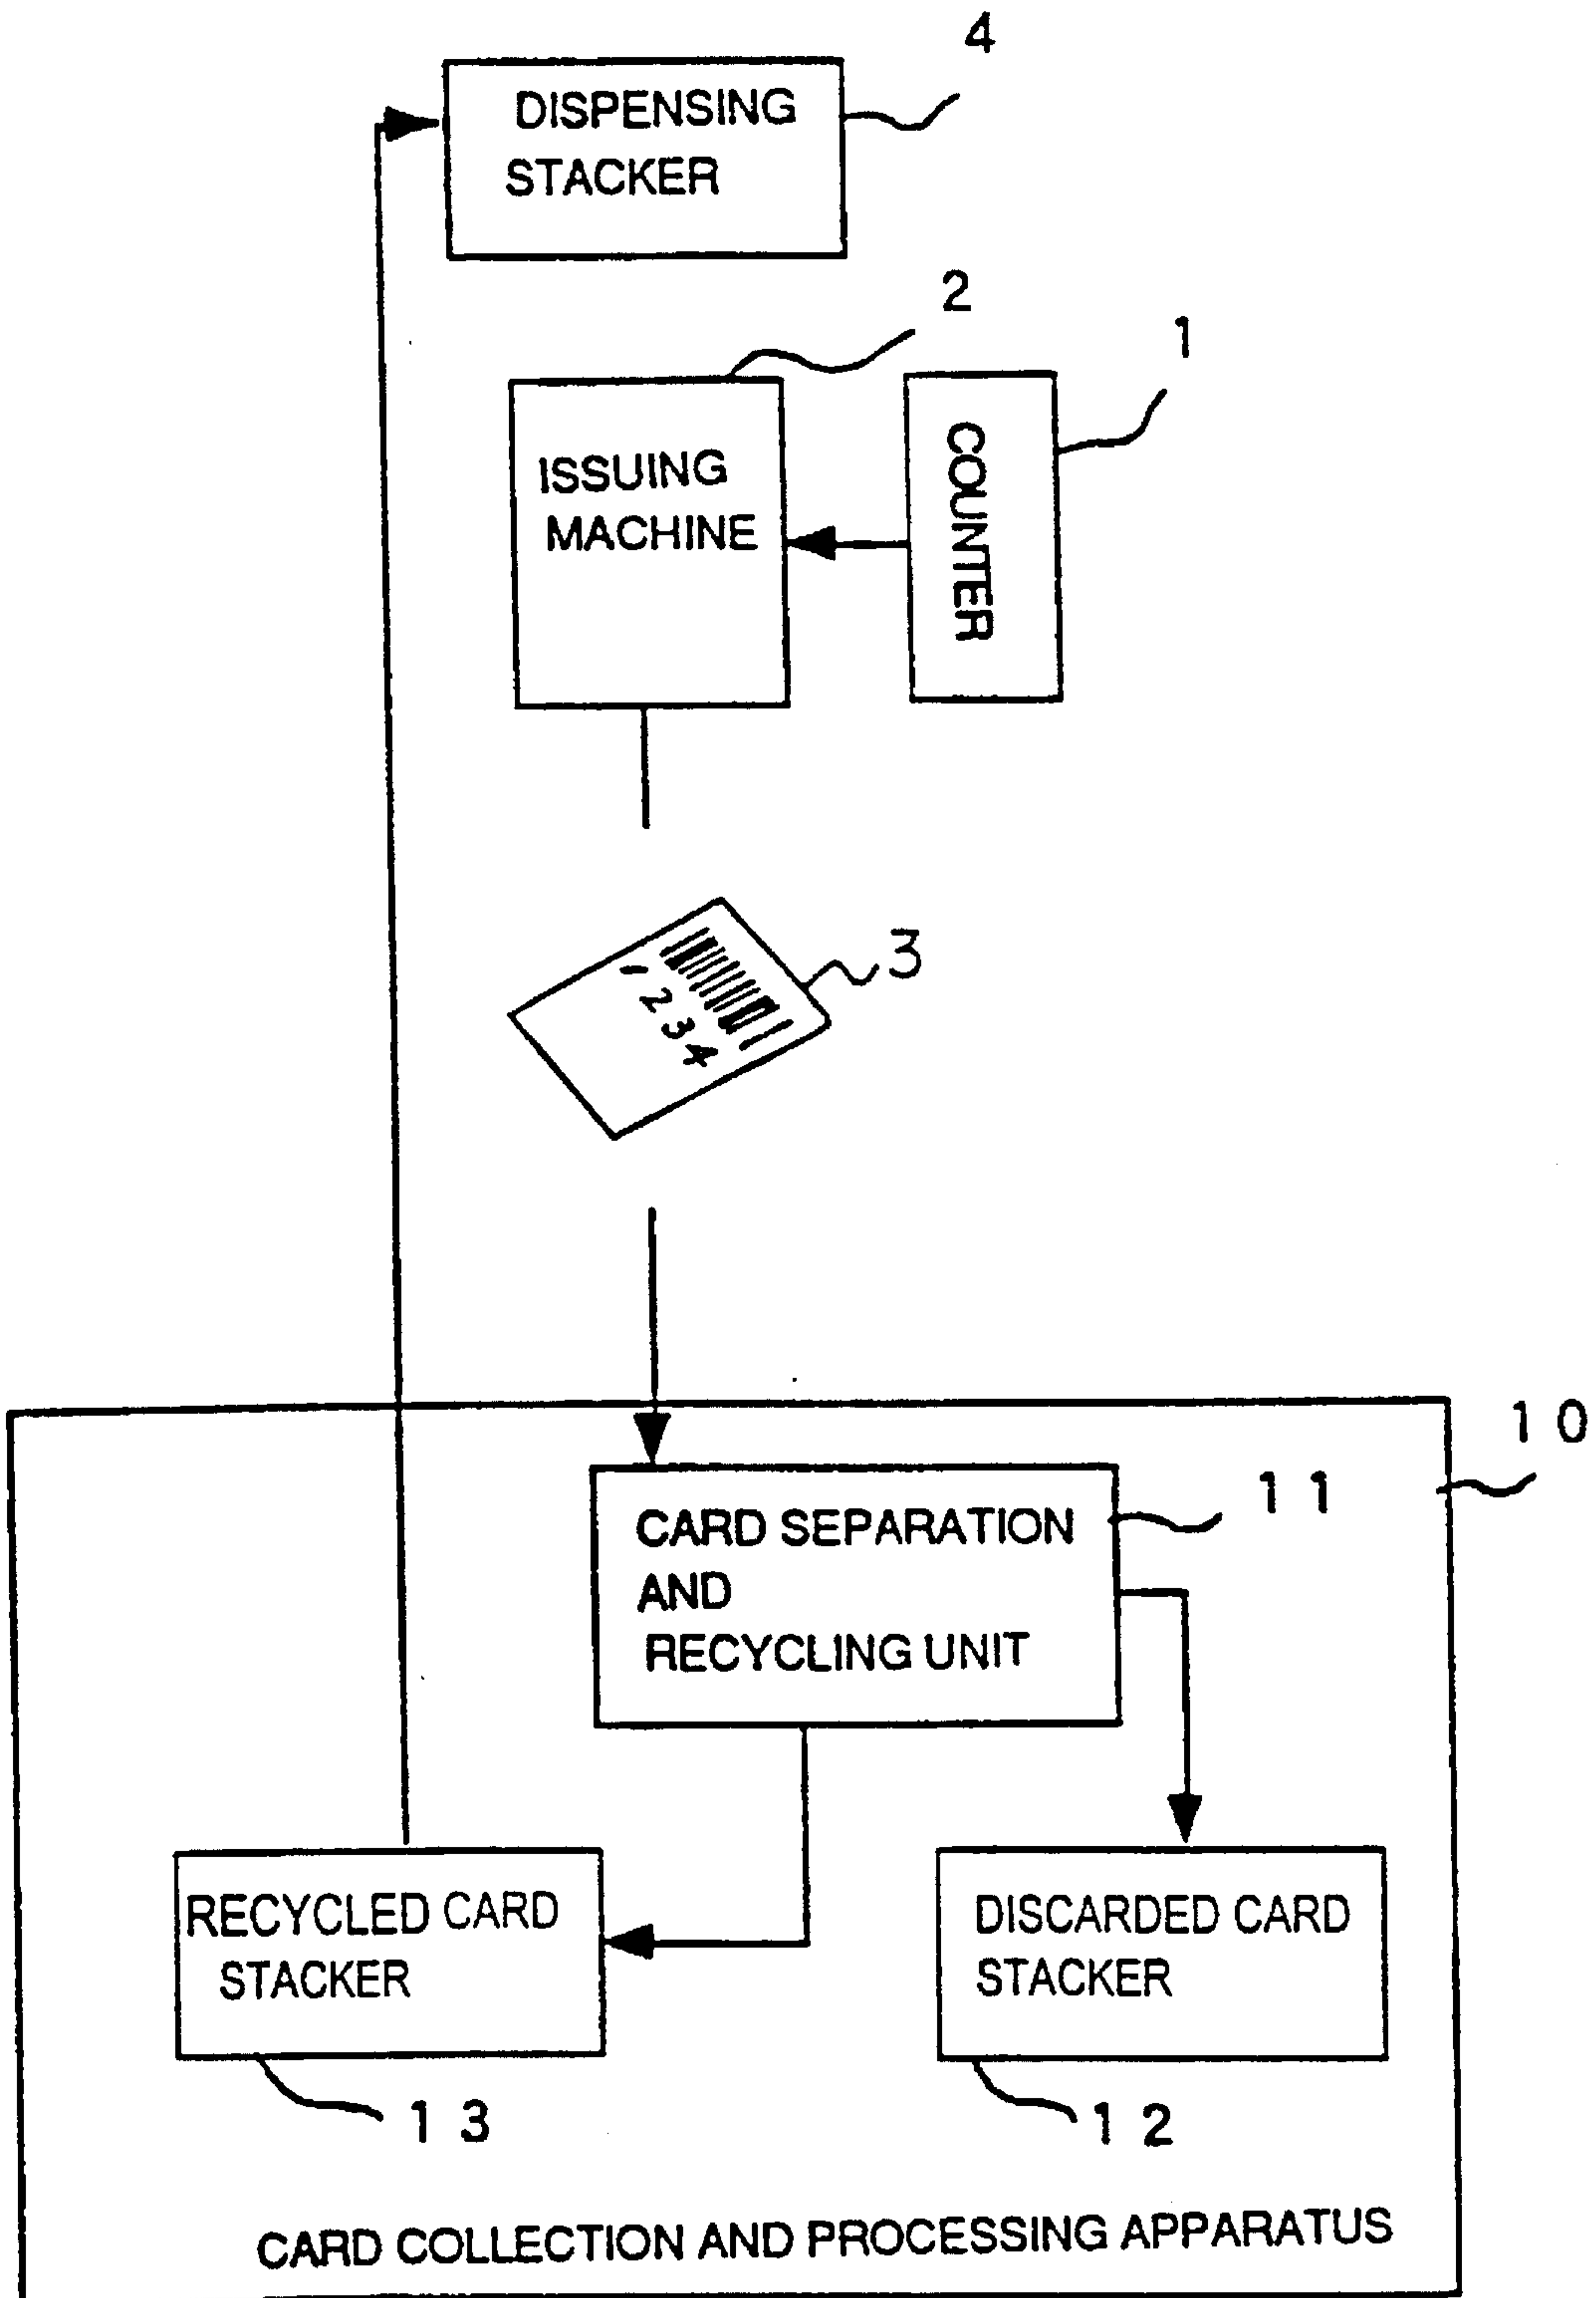 4
DISPENSING
STACKER
2
1
ISSUING
MACHINE
COUNTER
3
1234
10
11
CARD SEPARATION
AND
RECYCLING UNIT
RECYCLED CARD
STACKER
DISCARDED CARD
STACKER
13
12
CARD COLLECTION AND PROCESSING APPARATUS